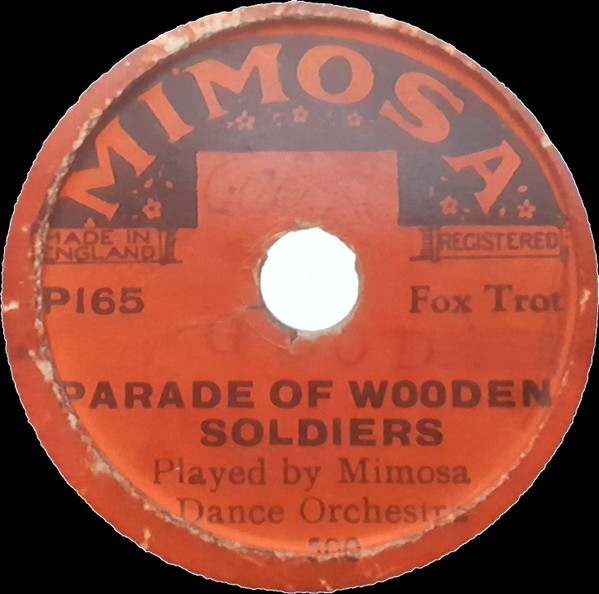 MIMOSA
MADE IN
ENGLAND
REGISTERED
P165
Fox Trot
PARADE OF WOODEN
SOLDIERS
Played by Mimosa
Dance Orchestra